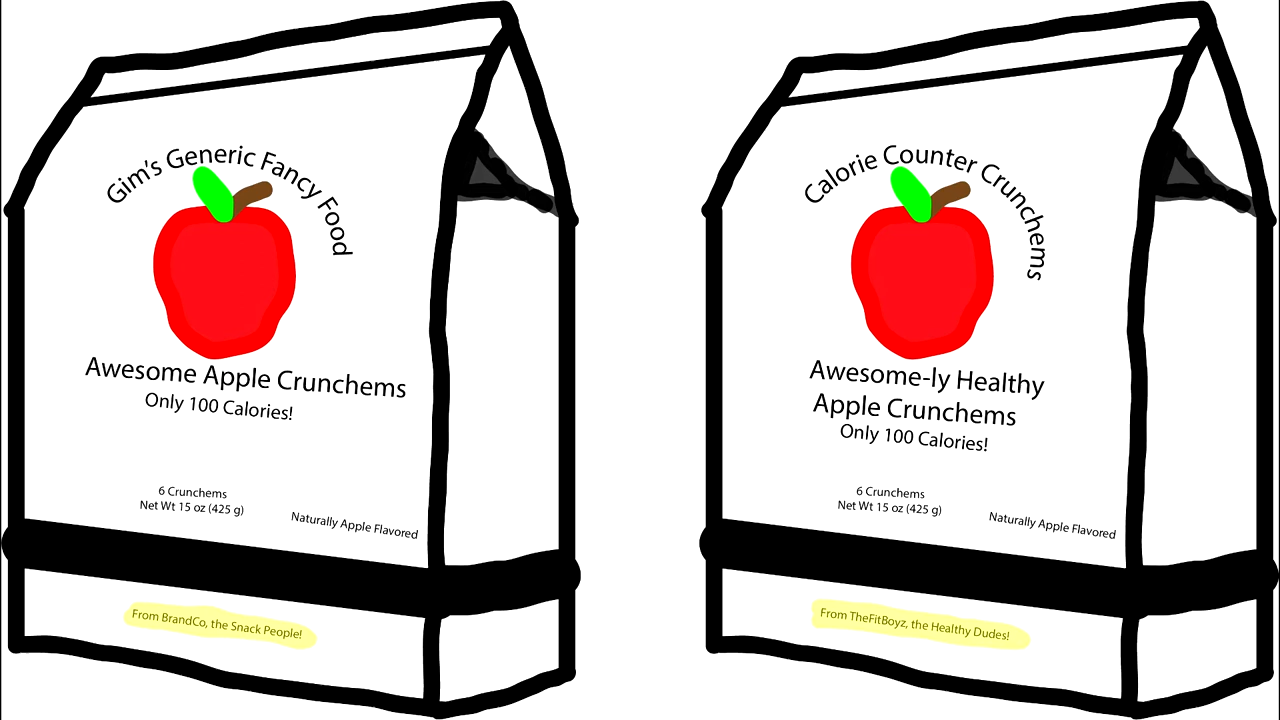 Gim's Generic Fancy Food
Awesome Apple Crunchems
Only 100 Calories!
6 Crunchems
Net Wt 15 oz (425 g)
Naturally Apple Flavored
From BrandCo, the Snack People!
Calorie Counter Crunchems
Awesome-ly Healthy
Apple Crunchems
Only 100 Calories!
6 Crunchems
Net Wt 15 oz (425 g)
Naturally Apple Flavored
From TheFitBoyz, the Healthy Dudes!